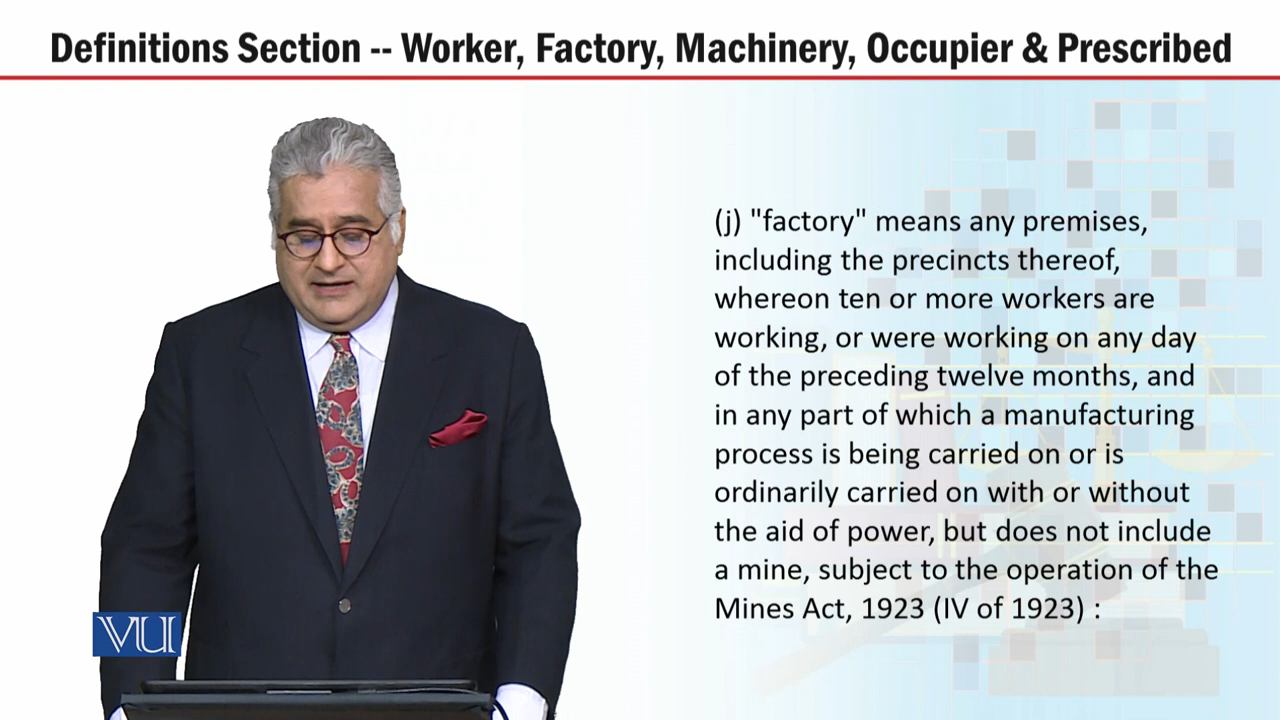 Definitions Section -- Worker, Factory, Machinery, Occupier & Prescribed
(j) "factory" means any premises,
including the precincts thereof,
whereon ten or more workers are
working, or were working on any day
of the preceding twelve months, and
in any part of which a manufacturing
process is being carried on or is
ordinarily carried on with or without
the aid of power, but does not include
a mine, subject to the operation of the
Mines Act, 1923 (IV of 1923) :
VU